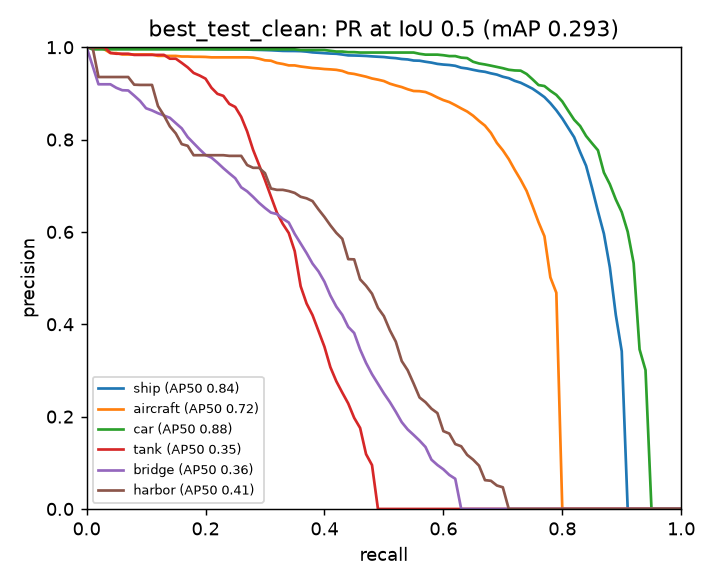 best_test_clean: PR at IoU 0.5 (mAP 0.293)
1.0
0.8
0.6
0.4
0.2
0.0
precision
ship (AP50 0.84)
aircraft (AP50 0.72)
car (AP50 0.88)
tank (AP50 0.35)
bridge (AP50 0.36)
harbor (AP50 0.41)
0.0 0.2 0.4 0.6 0.8 1.0
recall